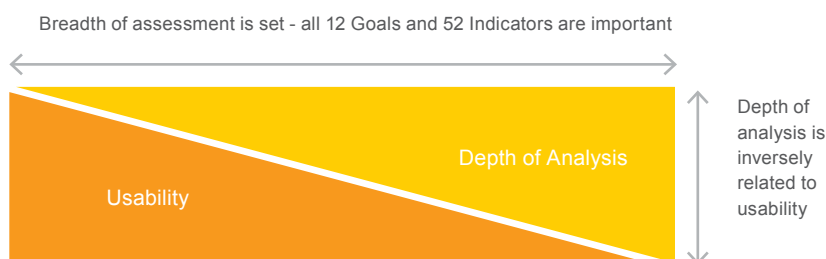 Breadth of assessment is set - all 12 Goals and 52 Indicators are important
Depth of Analysis
Usability
Depth of
analysis is
inversely
related to
usability